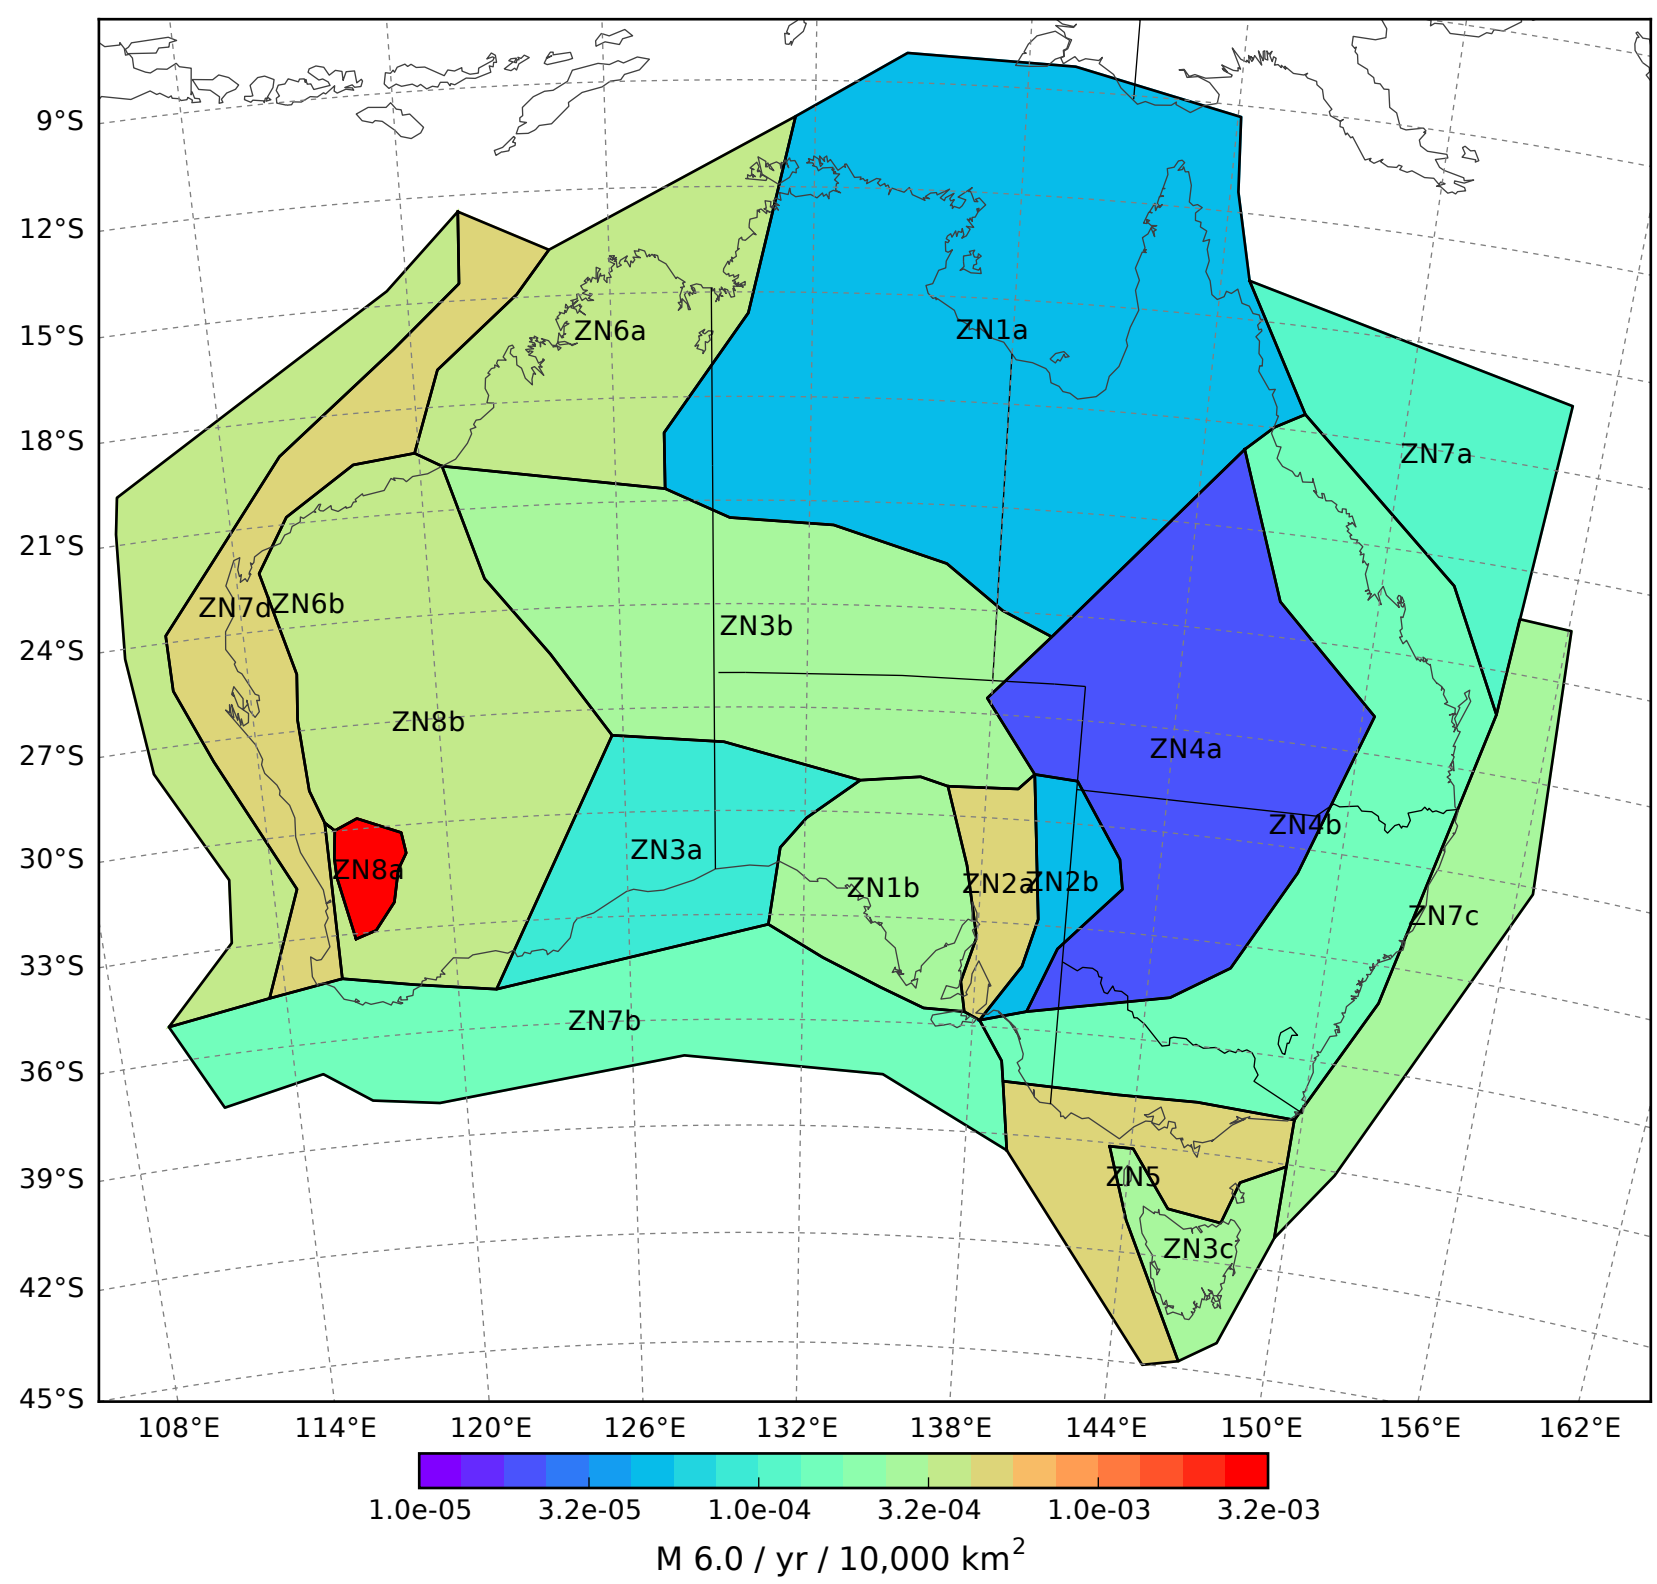 9°S
12°S
ZN6a
ZN1a
15°S
18°S
ZN7a
21°S
ZN7d
ZN6b
ZN3b
24°S
ZN8b
ZN4a
27°S
ZN4b
ZN3a
30°S
ZN8a
ZN1b
ZN2a
ZN2b
ZN7c
33°S
ZN7b
36°S
39°S
ZN5
ZN3c
42°S
45°S
108°E 114°E 120°E 126°E 132°E 138°E 144°E 150°E 156°E 162°E
1.0e-05 3.2e-05 1.0e-04 3.2e-04 1.0e-03 3.2e-03
M 6.0 / yr / 10,000 km²